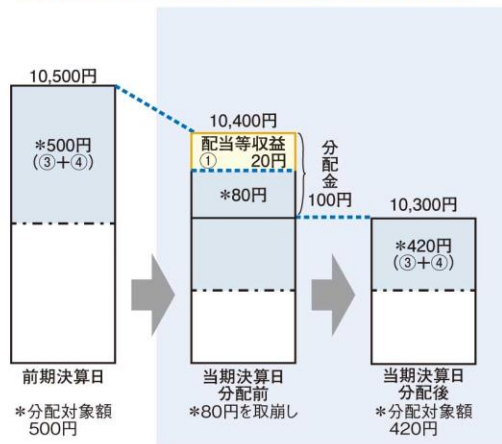 10,500円
*500円
(③+④)
前期決算日
*分配対象額
500円
10,400円
配当等収益
① 20円
*80円
分配金
100円
当期決算日
分配前
*80円を取崩し
10,300円
*420円
(③+④)
当期決算日
分配後
*分配対象額
420円